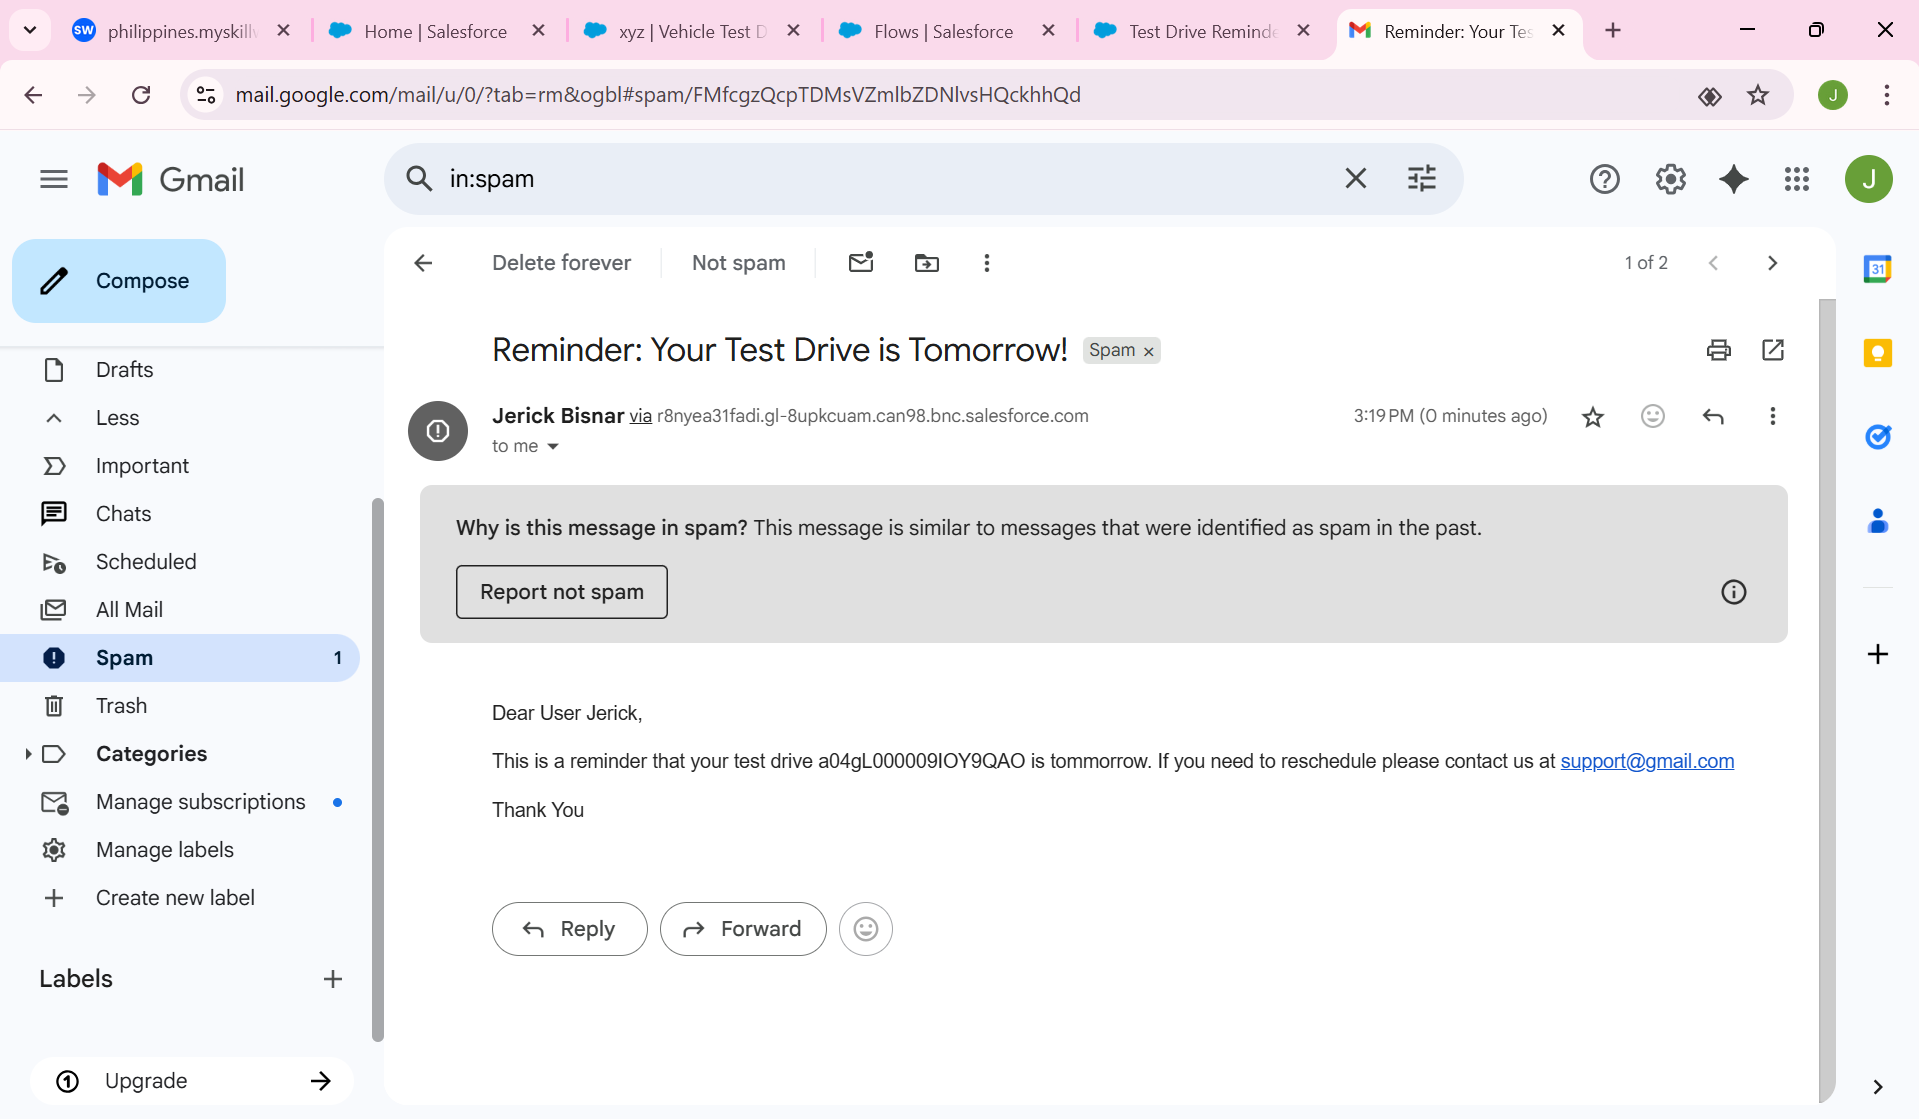 philippines.myskillw
Home | Salesforce
xyz | Vehicle Test D
Flows | Salesforce
Test Drive Reminde
Reminder: Your Tes
mail.google.com/mail/u/0/?tab=rm&ogbl#spam/FMfcgzQcpTDMsVZmlbZDNlvsHQckhhQd
J
Gmail
in:spam
J
Compose
Delete forever
Not spam
1 of 2
31
Drafts
Less
Important
Chats
Scheduled
All Mail
Spam 1
Trash
Categories
Manage subscriptions
Manage labels
Create new label
Labels
Upgrade
Reminder: Your Test Drive is Tomorrow! Spam
Jerick Bisnar via r8nyea31fadi.gl-8upkcuam.can98.bnc.salesforce.com
3:19 PM (0 minutes ago)
to me
Why is this message in spam? This message is similar to messages that were identified as spam in the past.
Report not spam
Dear User Jerick,
This is a reminder that your test drive a04gL000009IOY9QAO is tommorrow. If you need to reschedule please contact us at support@gmail.com
Thank You
Reply
Forward